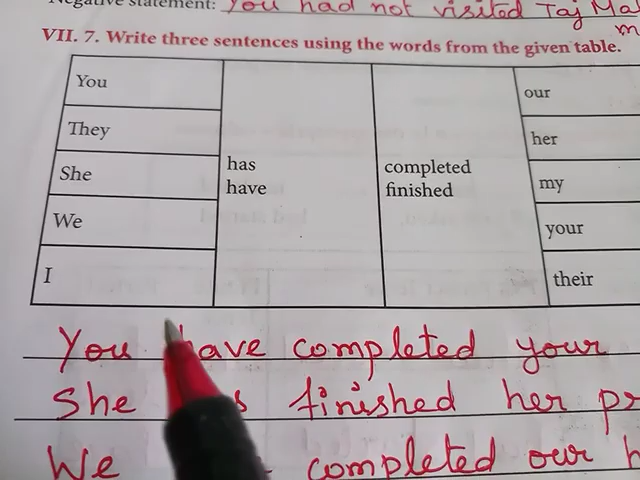 Negative statement: You had not visited Taj
VII. 7. Write three sentences using the words from the given table.
You
They
She
We
I
has
have
completed
finished
our
her
my
your
their
You have completed your
She finished her
We completed our